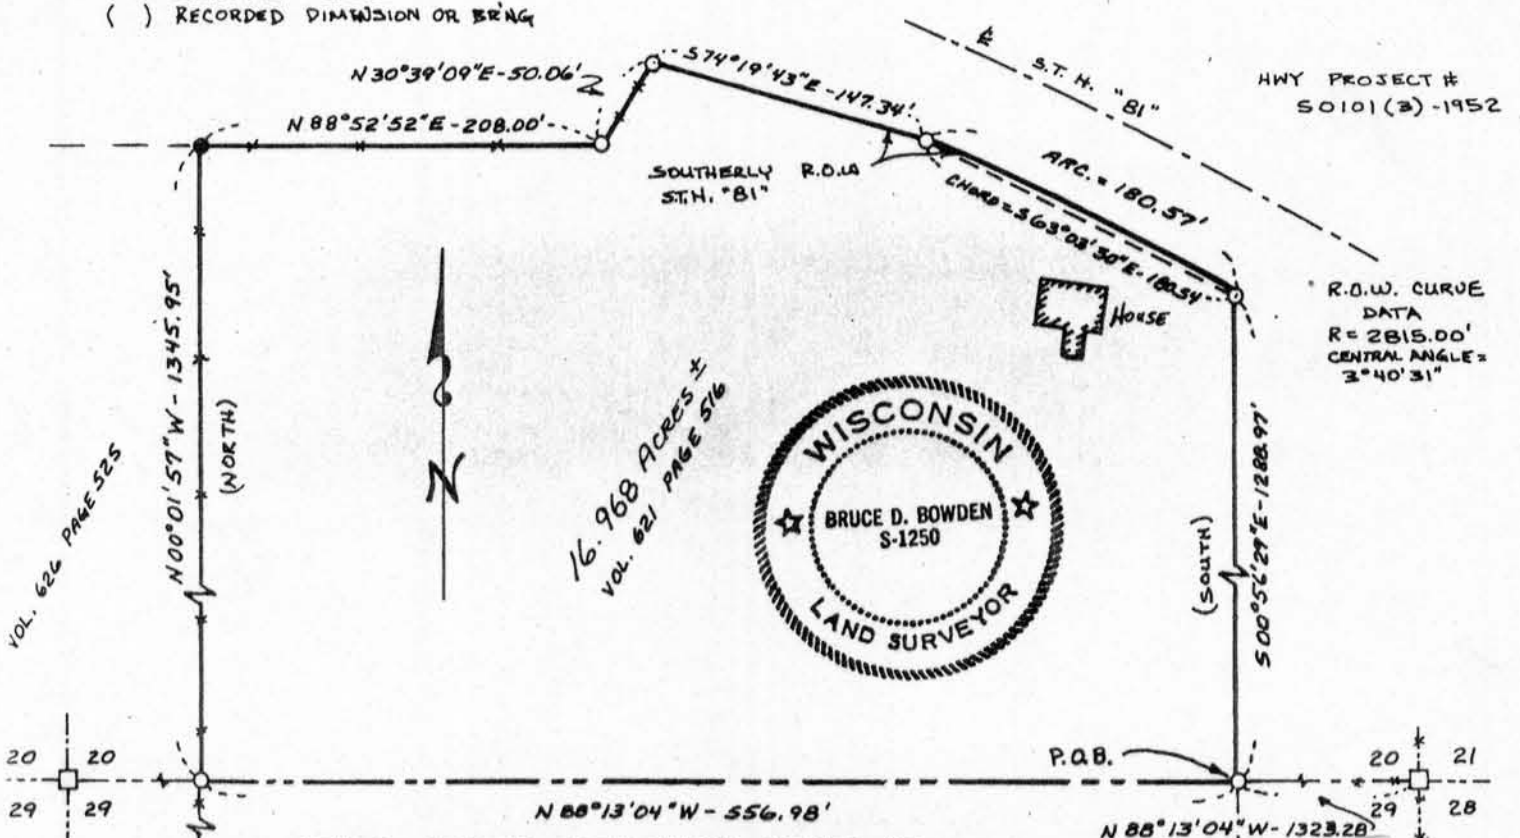 ( ) RECORDED DIMENSION OR BR'NG
N 30°39'09"E-50.06'
S74°19'43"E-147.34'
℄
S.T.H. "81"
HWY PROJECT #
S0101(3)-1952
N 88°52'52"E-208.00'
SOUTHERLY R.O.W
S.T.H. "81"
ARC. = 180.57'
CHORD = S63°03'30"E-180.54'
HOUSE
R.O.W. CURVE
DATA
R= 2815.00'
CENTRAL ANGLE=
3°40'31"
N00°01'57"W-1345.95'
(NORTH)
N
16.968 ACRES ±
VOL. 621 PAGE 516
VOL. 626 PAGE 525
WISCONSIN
BRUCE D. BOWDEN
S-1250
LAND SURVEYOR
(SOUTH)
S00°56'29"E-1288.97'
P.O.B.
20 20
29 29
20 21
29 28
N 88°13'04"W-556.98'
N 88°13'04"W-1323.28'